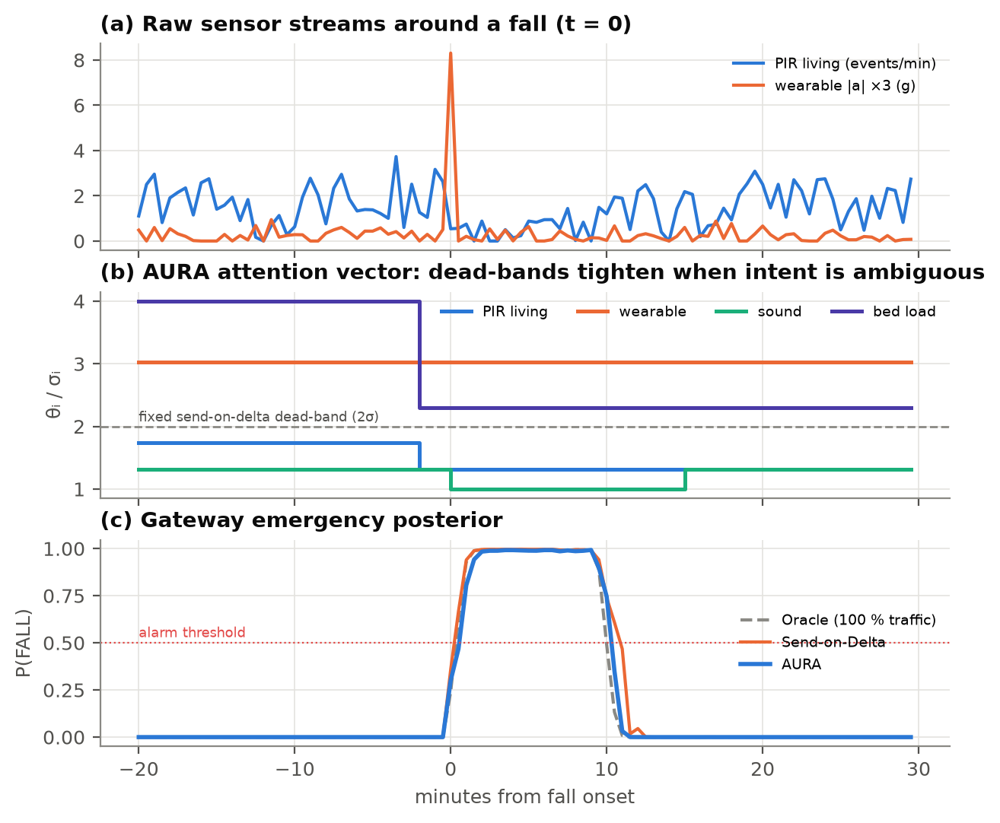 (a) Raw sensor streams around a fall (t = 0)
8
6
4
2
0
PIR living (events/min)
wearable |a| ×3 (g)
(b) AURA attention vector: dead-bands tighten when intent is ambiguous
θᵢ / σᵢ
4
3
2
1
PIR living
wearable
sound
bed load
fixed send-on-delta dead-band (2σ)
(c) Gateway emergency posterior
P(FALL)
1.00
0.75
0.50
0.25
0.00
alarm threshold
Oracle (100 % traffic)
Send-on-Delta
AURA
−20
−10
0
10
20
30
minutes from fall onset